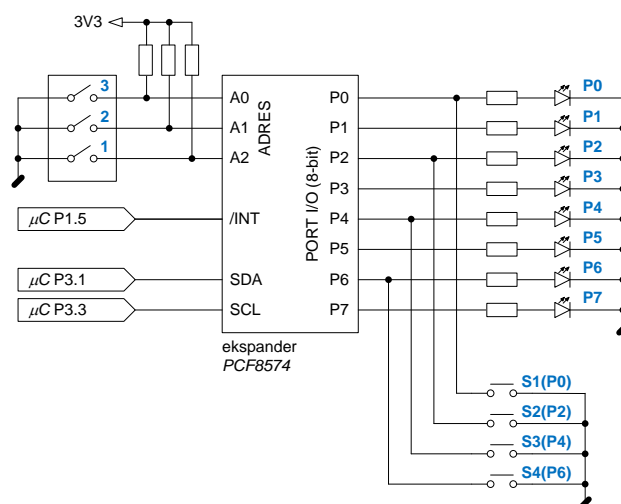 3V3
3
2
1
A0
A1
A2
ADRES
/INT
SDA
SCL
µC P1.5
µC P3.1
µC P3.3
P0
P1
P2
P3
P4
P5
P6
P7
PORT I/O (8-bit)
ekspander
PCF8574
P0
P1
P2
P3
P4
P5
P6
P7
S1(P0)
S2(P2)
S3(P4)
S4(P6)